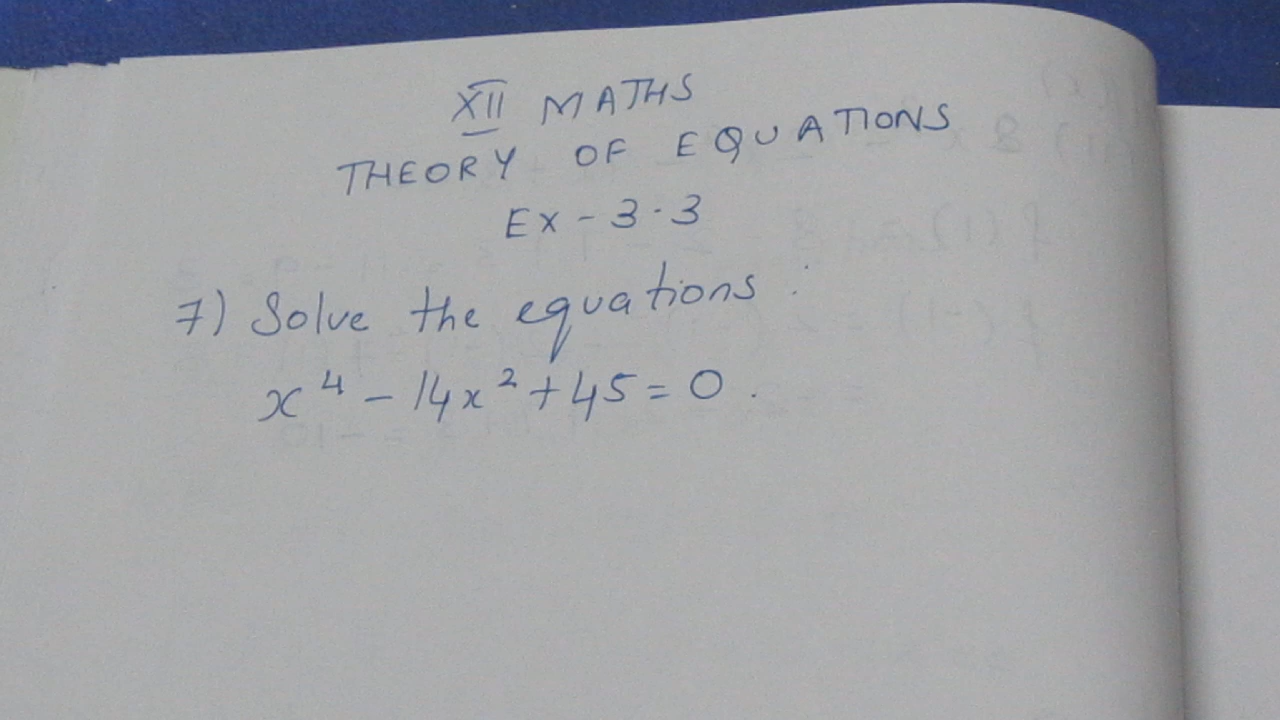 XII MATHS
THEORY OF EQUATIONS
EX - 3.3
7) Solve the equations :
x⁴ - 14x² + 45 = 0.